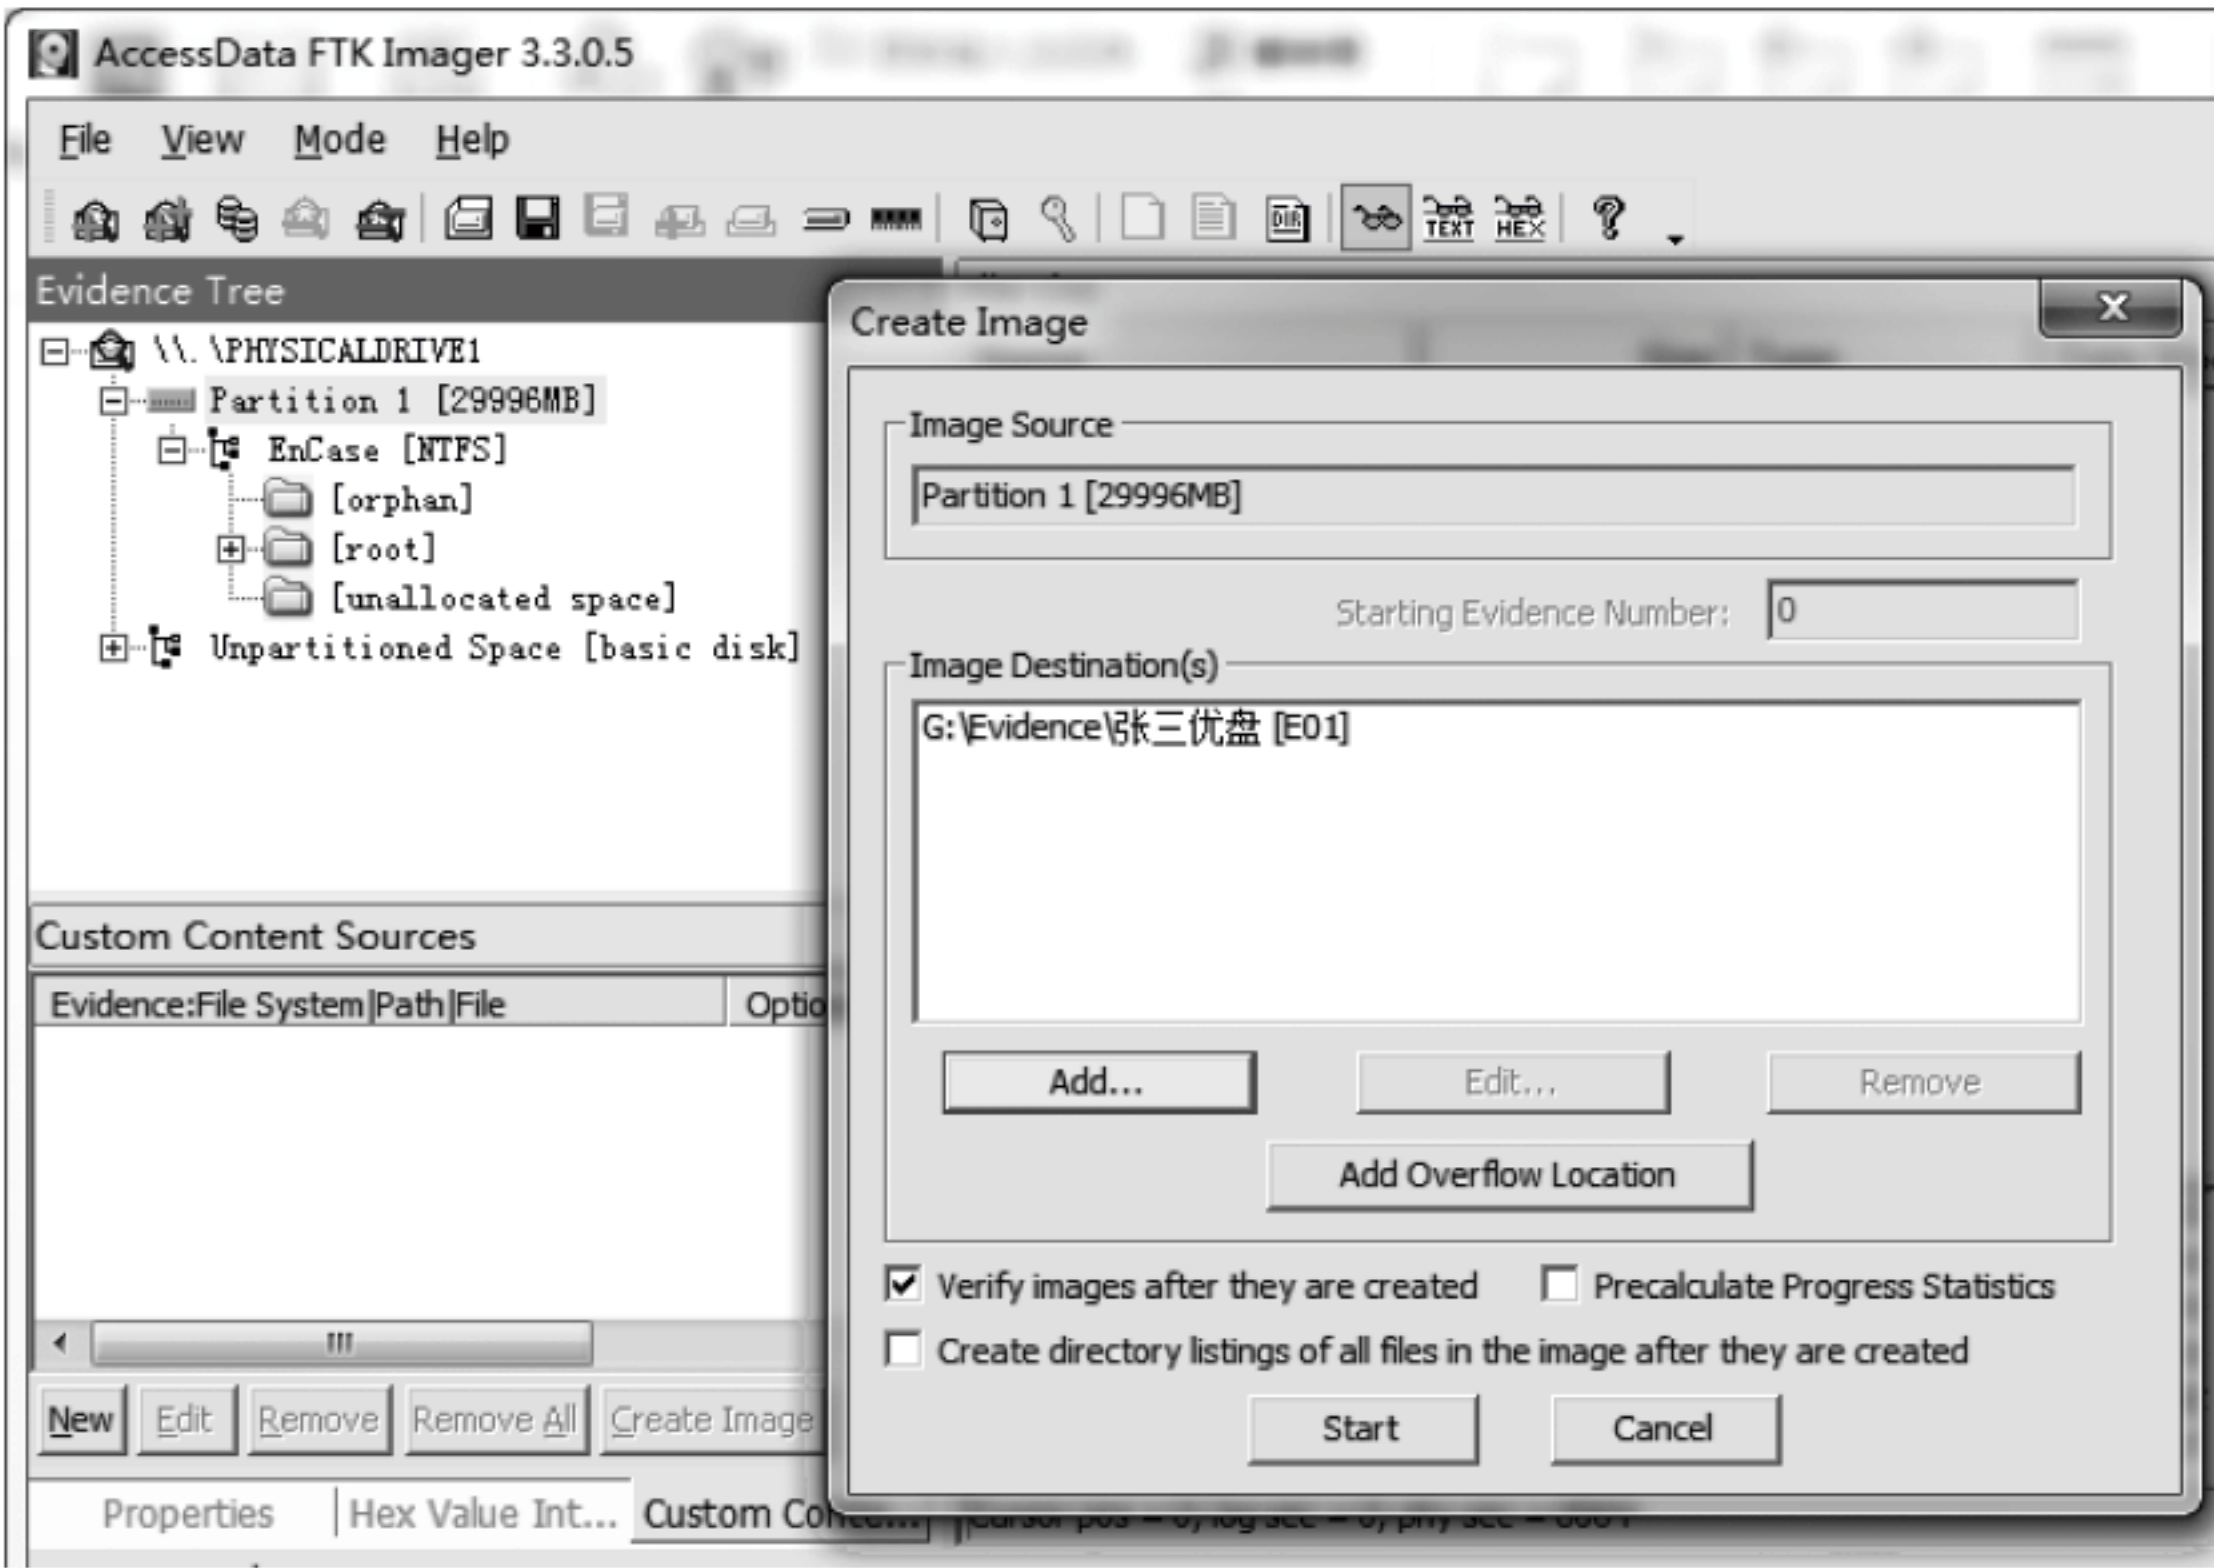 AccessData FTK Imager 3.3.0.5
File View Mode Help
DIR TEXT HEX ?
Evidence Tree
\\.\PHYSICALDRIVE1
Partition 1 [29996MB]
EnCase [NTFS]
[orphan]
[root]
[unallocated space]
Unpartitioned Space [basic disk]
Custom Content Sources
Evidence:File System|Path|File Optio
New Edit Remove Remove All Create Image
Properties Hex Value Int... Custom Conte...
Create Image
Image Source
Partition 1 [29996MB]
Starting Evidence Number: 0
Image Destination(s)
G:\Evidence\张三优盘 [E01]
Add... Edit... Remove
Add Overflow Location
Verify images after they are created Precalculate Progress Statistics
Create directory listings of all files in the image after they are created
Start Cancel